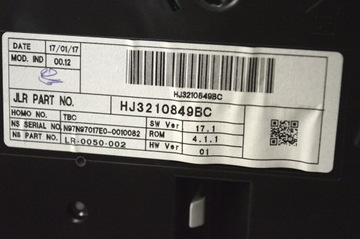 DATE 17/01/17
MOD. IND 00.12
HJ3210849BC
JLR PART NO. HJ3210849BC
HOMO NO. TBC SW Ver 17.1
NS SERIAL NO. N97N97017E0-0010082 ROM 4.1.1
NS PART NO. LR-0050-002 HW Ver 01